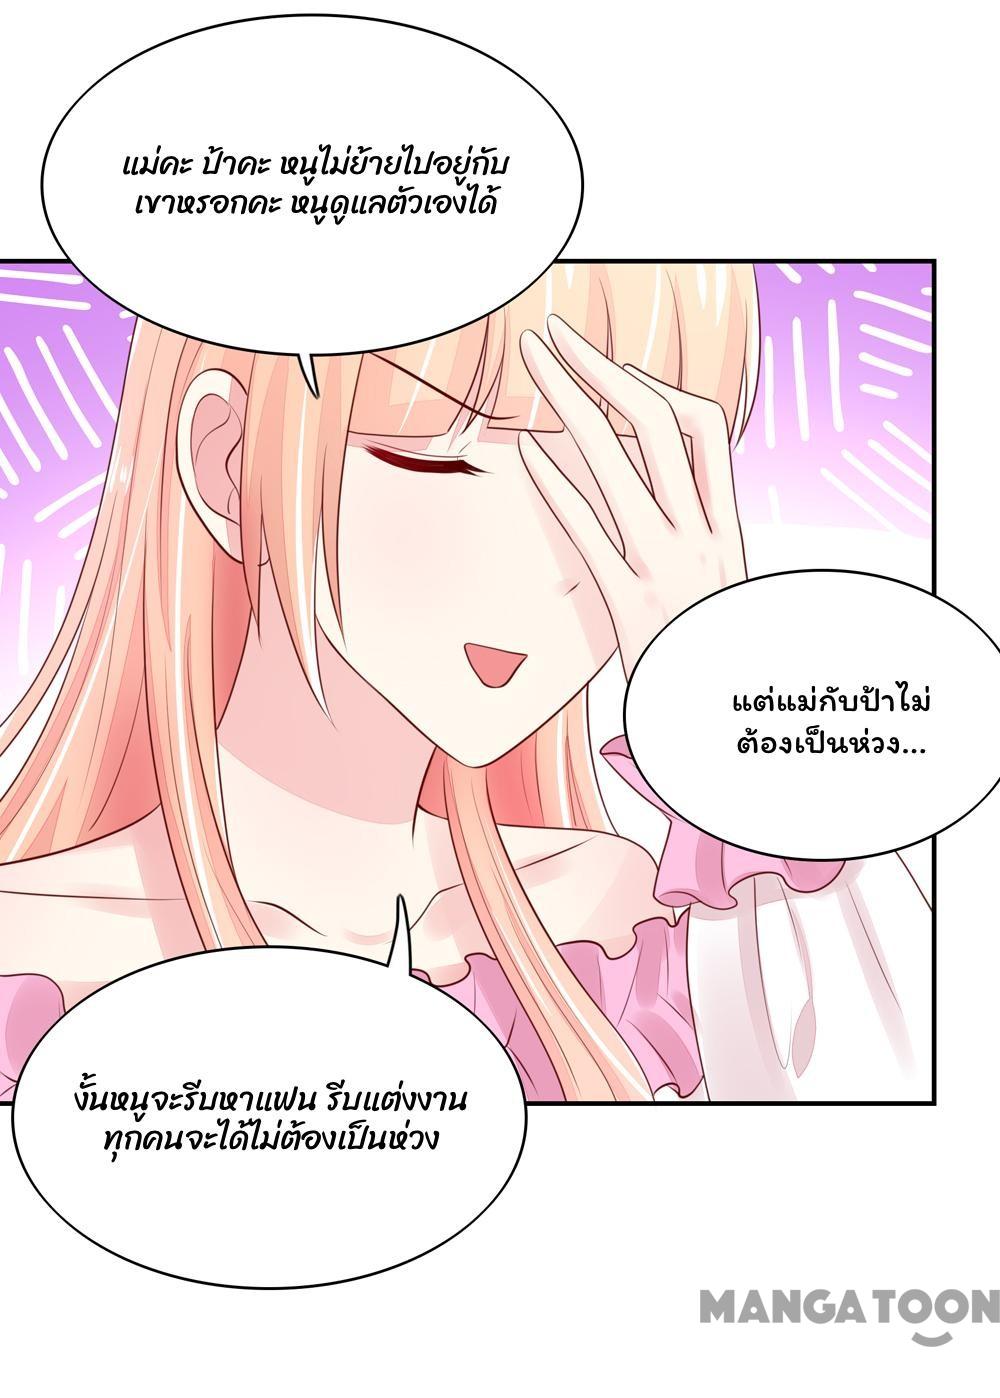 แม่คะ ป้าคะ หนูไม่ย้ายไปอยู่กับ
เขาหรอกคะ หนูดูแลตัวเองได้
แต่แม่กับป้าไม่
ต้องเป็นห่วง...
งั้นหนูจะรีบหาแฟน รีบแต่งงาน
ทุกคนจะได้ไม่ต้องเป็นห่วง
MANGATOON